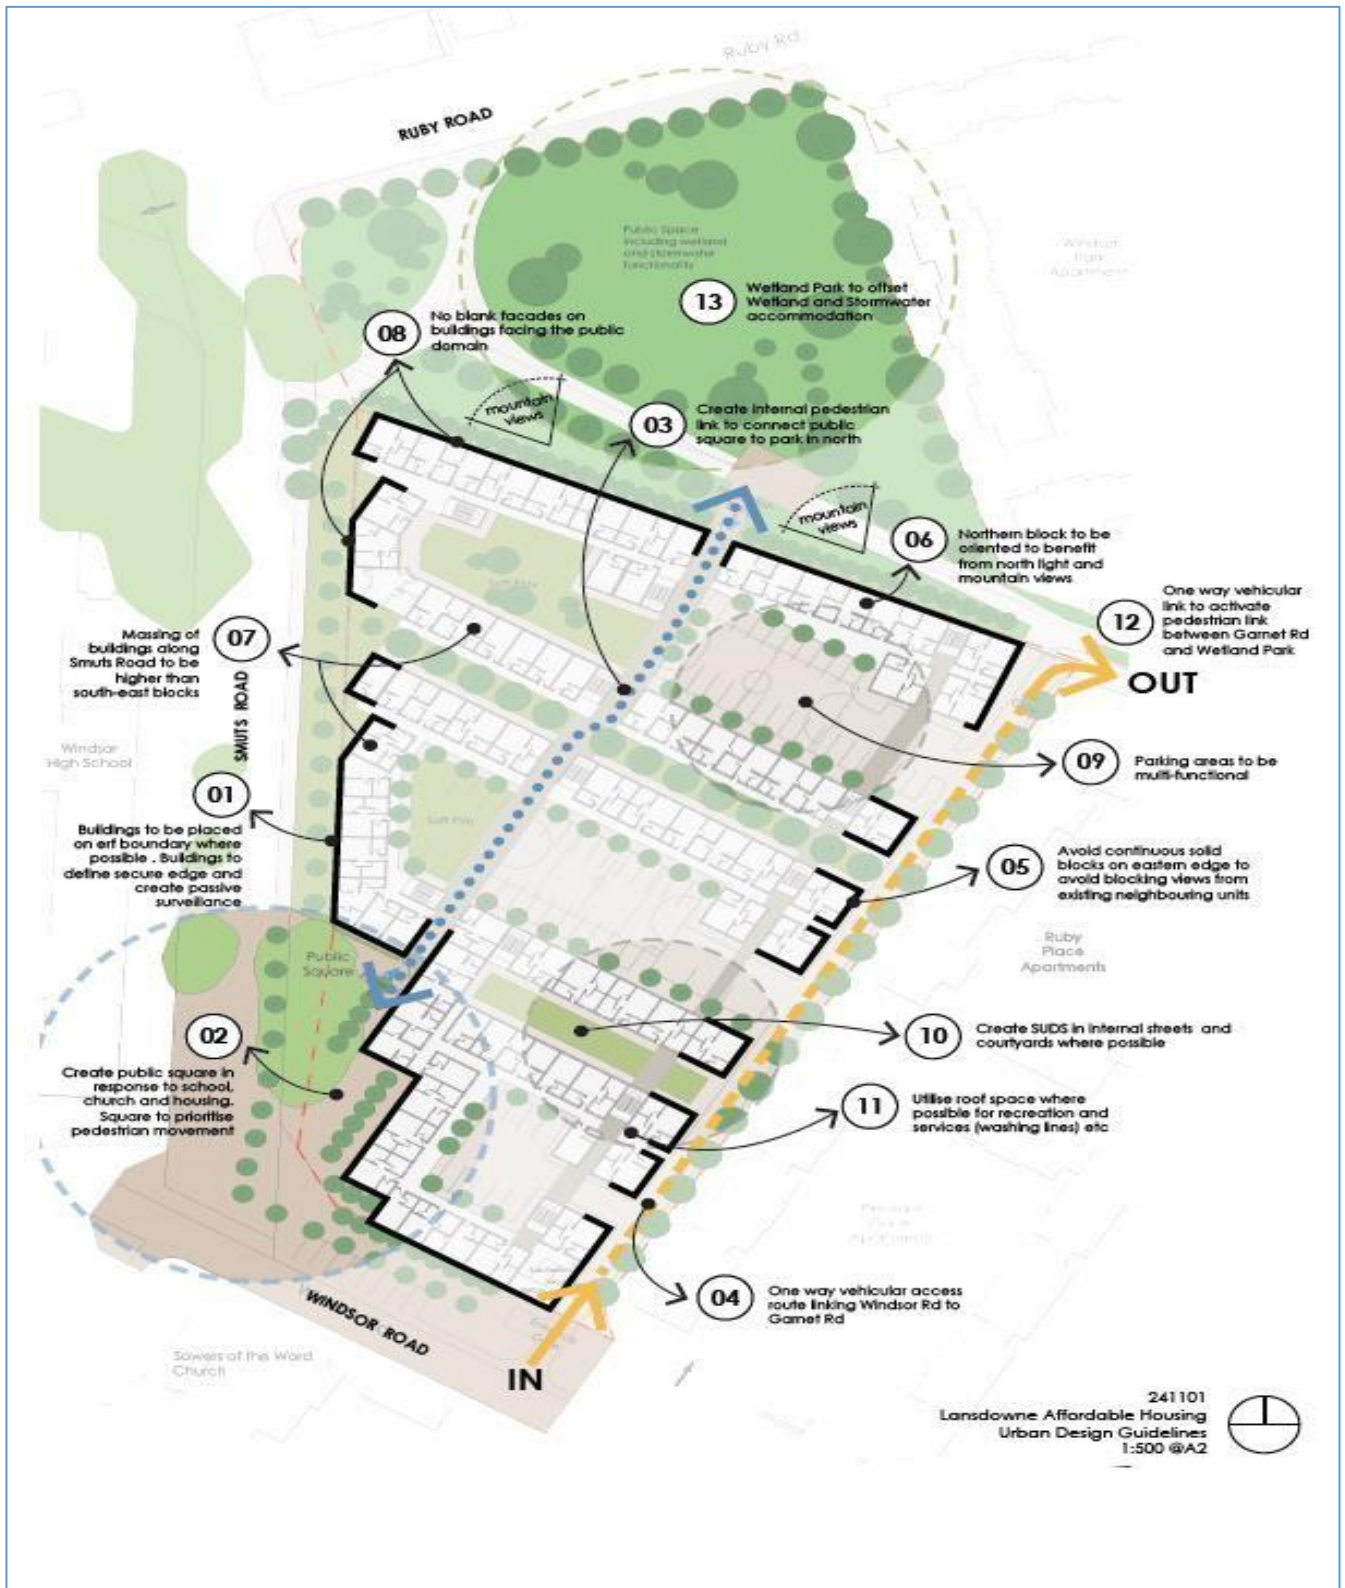 Ruby Rd
RUBY ROAD
Public Space
including wetland
and stormwater
functionality
Windsor
Park
Apartment
13
Wetland Park to offset
Wetland and Stormwater
accommodation
08
No blank facades on
buildings facing the public
domain
mountain
views
03
Create internal pedestrian
link to connect public
square to park in north
mountain
views
06
Northern block to be
oriented to benefit
from north light and
mountain views
12
One way vehicular
link to activate
pedestrian link
between Garnet Rd
and Wetland Park
OUT
07
Massing of
buildings along
Smuts Road to be
higher than
south-east blocks
SMUTS ROAD
Windsor
High School
09
Parking areas to be
multi-functional
01
Buildings to be placed
on erf boundary where
possible . Buildings to
define secure edge and
create passive
surveillance
05
Avoid continuous solid
blocks on eastern edge to
avoid blocking views from
existing neighbouring units
Ruby
Place
Apartments
Public
Square
02
Create public square in
response to school,
church and housing.
Square to prioritise
pedestrian movement
10
Create SUDS in internal streets and
courtyards where possible
11
Utilise roof space where
possible for recreation and
services (washing lines) etc
04
One way vehicular access
route linking Windsor Rd to
Garnet Rd
WINDSOR ROAD
Sowers of the Word
Church
IN
241101
Lansdowne Affordable Housing
Urban Design Guidelines
1:500 @A2